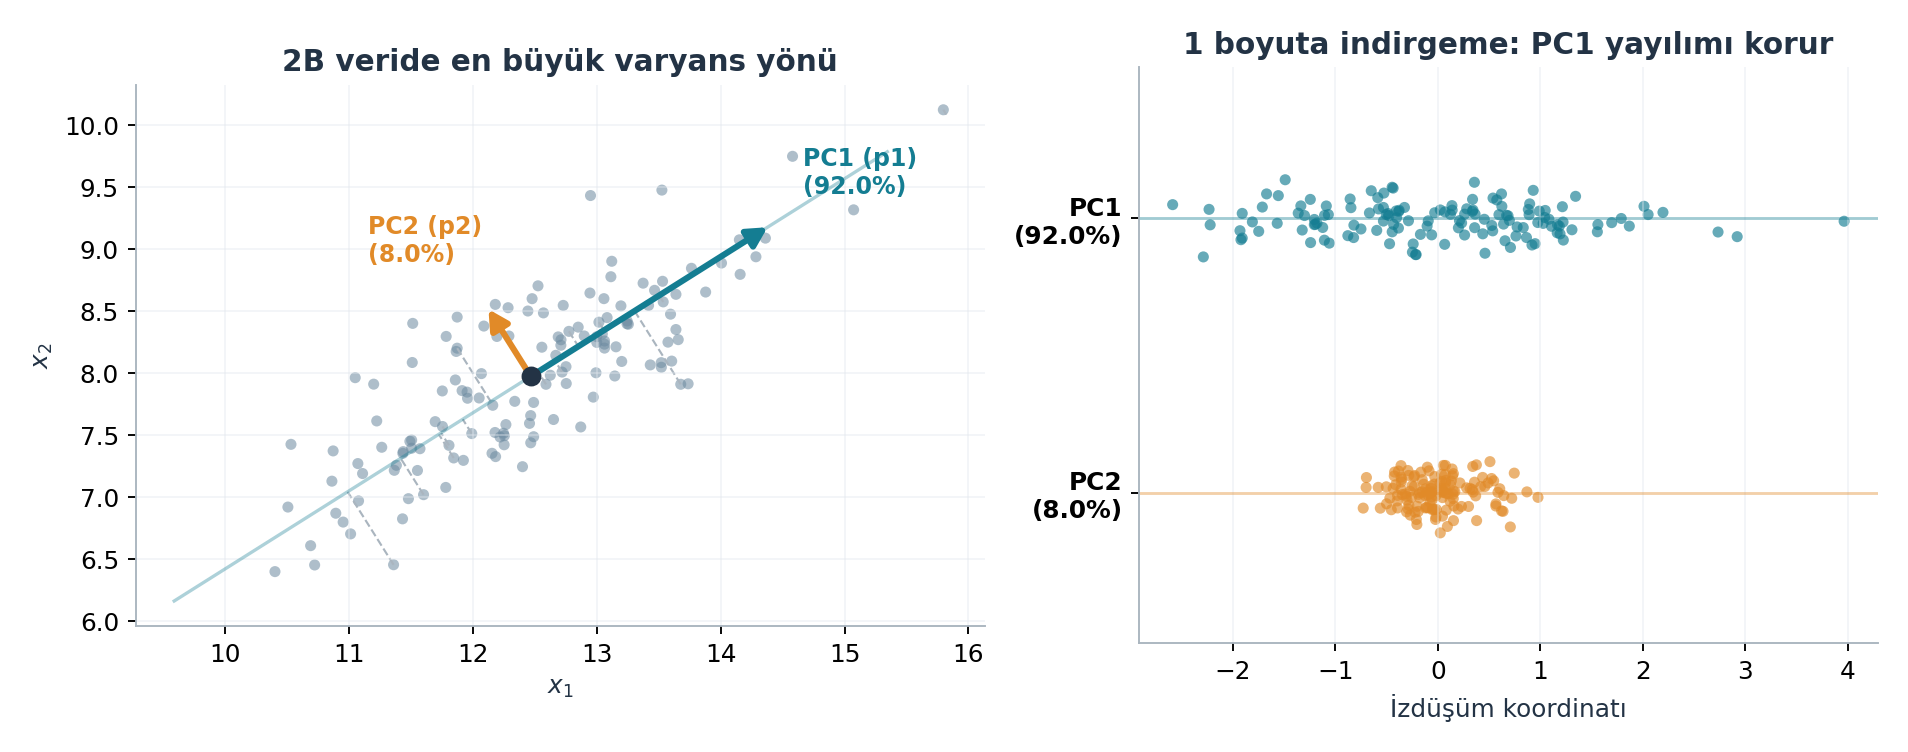 2B veride en büyük varyans yönü
10.0
9.5
9.0
8.5
8.0
7.5
7.0
6.5
6.0
x₂
PC1 (p1)
(92.0%)
PC2 (p2)
(8.0%)
10 11 12 13 14 15 16
x₁
1 boyuta indirgeme: PC1 yayılımı korur
PC1
(92.0%)
PC2
(8.0%)
−2 −1 0 1 2 3 4
İzdüşüm koordinatı